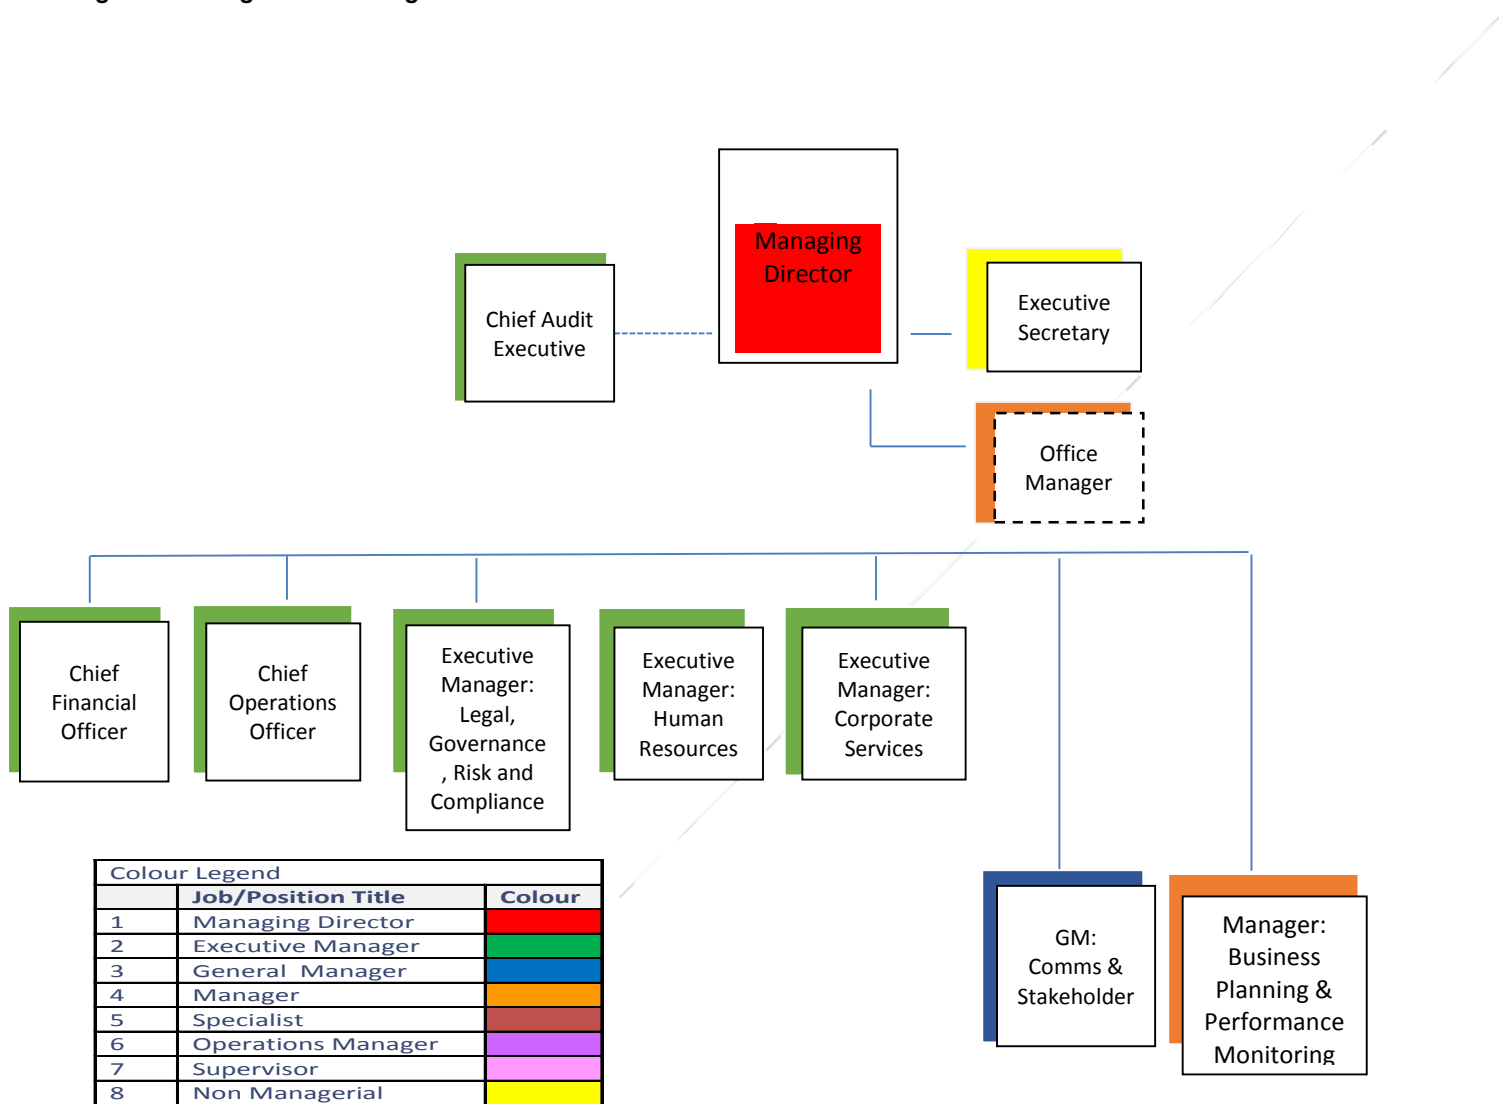 Managing
Director
Chief Audit
Executive
Executive
Secretary
Office
Manager
Chief
Financial
Officer
Chief
Operations
Officer
Executive
Manager:
Legal,
Governance
, Risk and
Compliance
Executive
Manager:
Human
Resources
Executive
Manager:
Corporate
Services
GM:
Comms &
Stakeholder
Manager:
Business
Planning &
Performance
Monitoring
Colour Legend
Job/Position Title Colour
1 Managing Director
2 Executive Manager
3 General Manager
4 Manager
5 Specialist
6 Operations Manager
7 Supervisor
8 Non Managerial